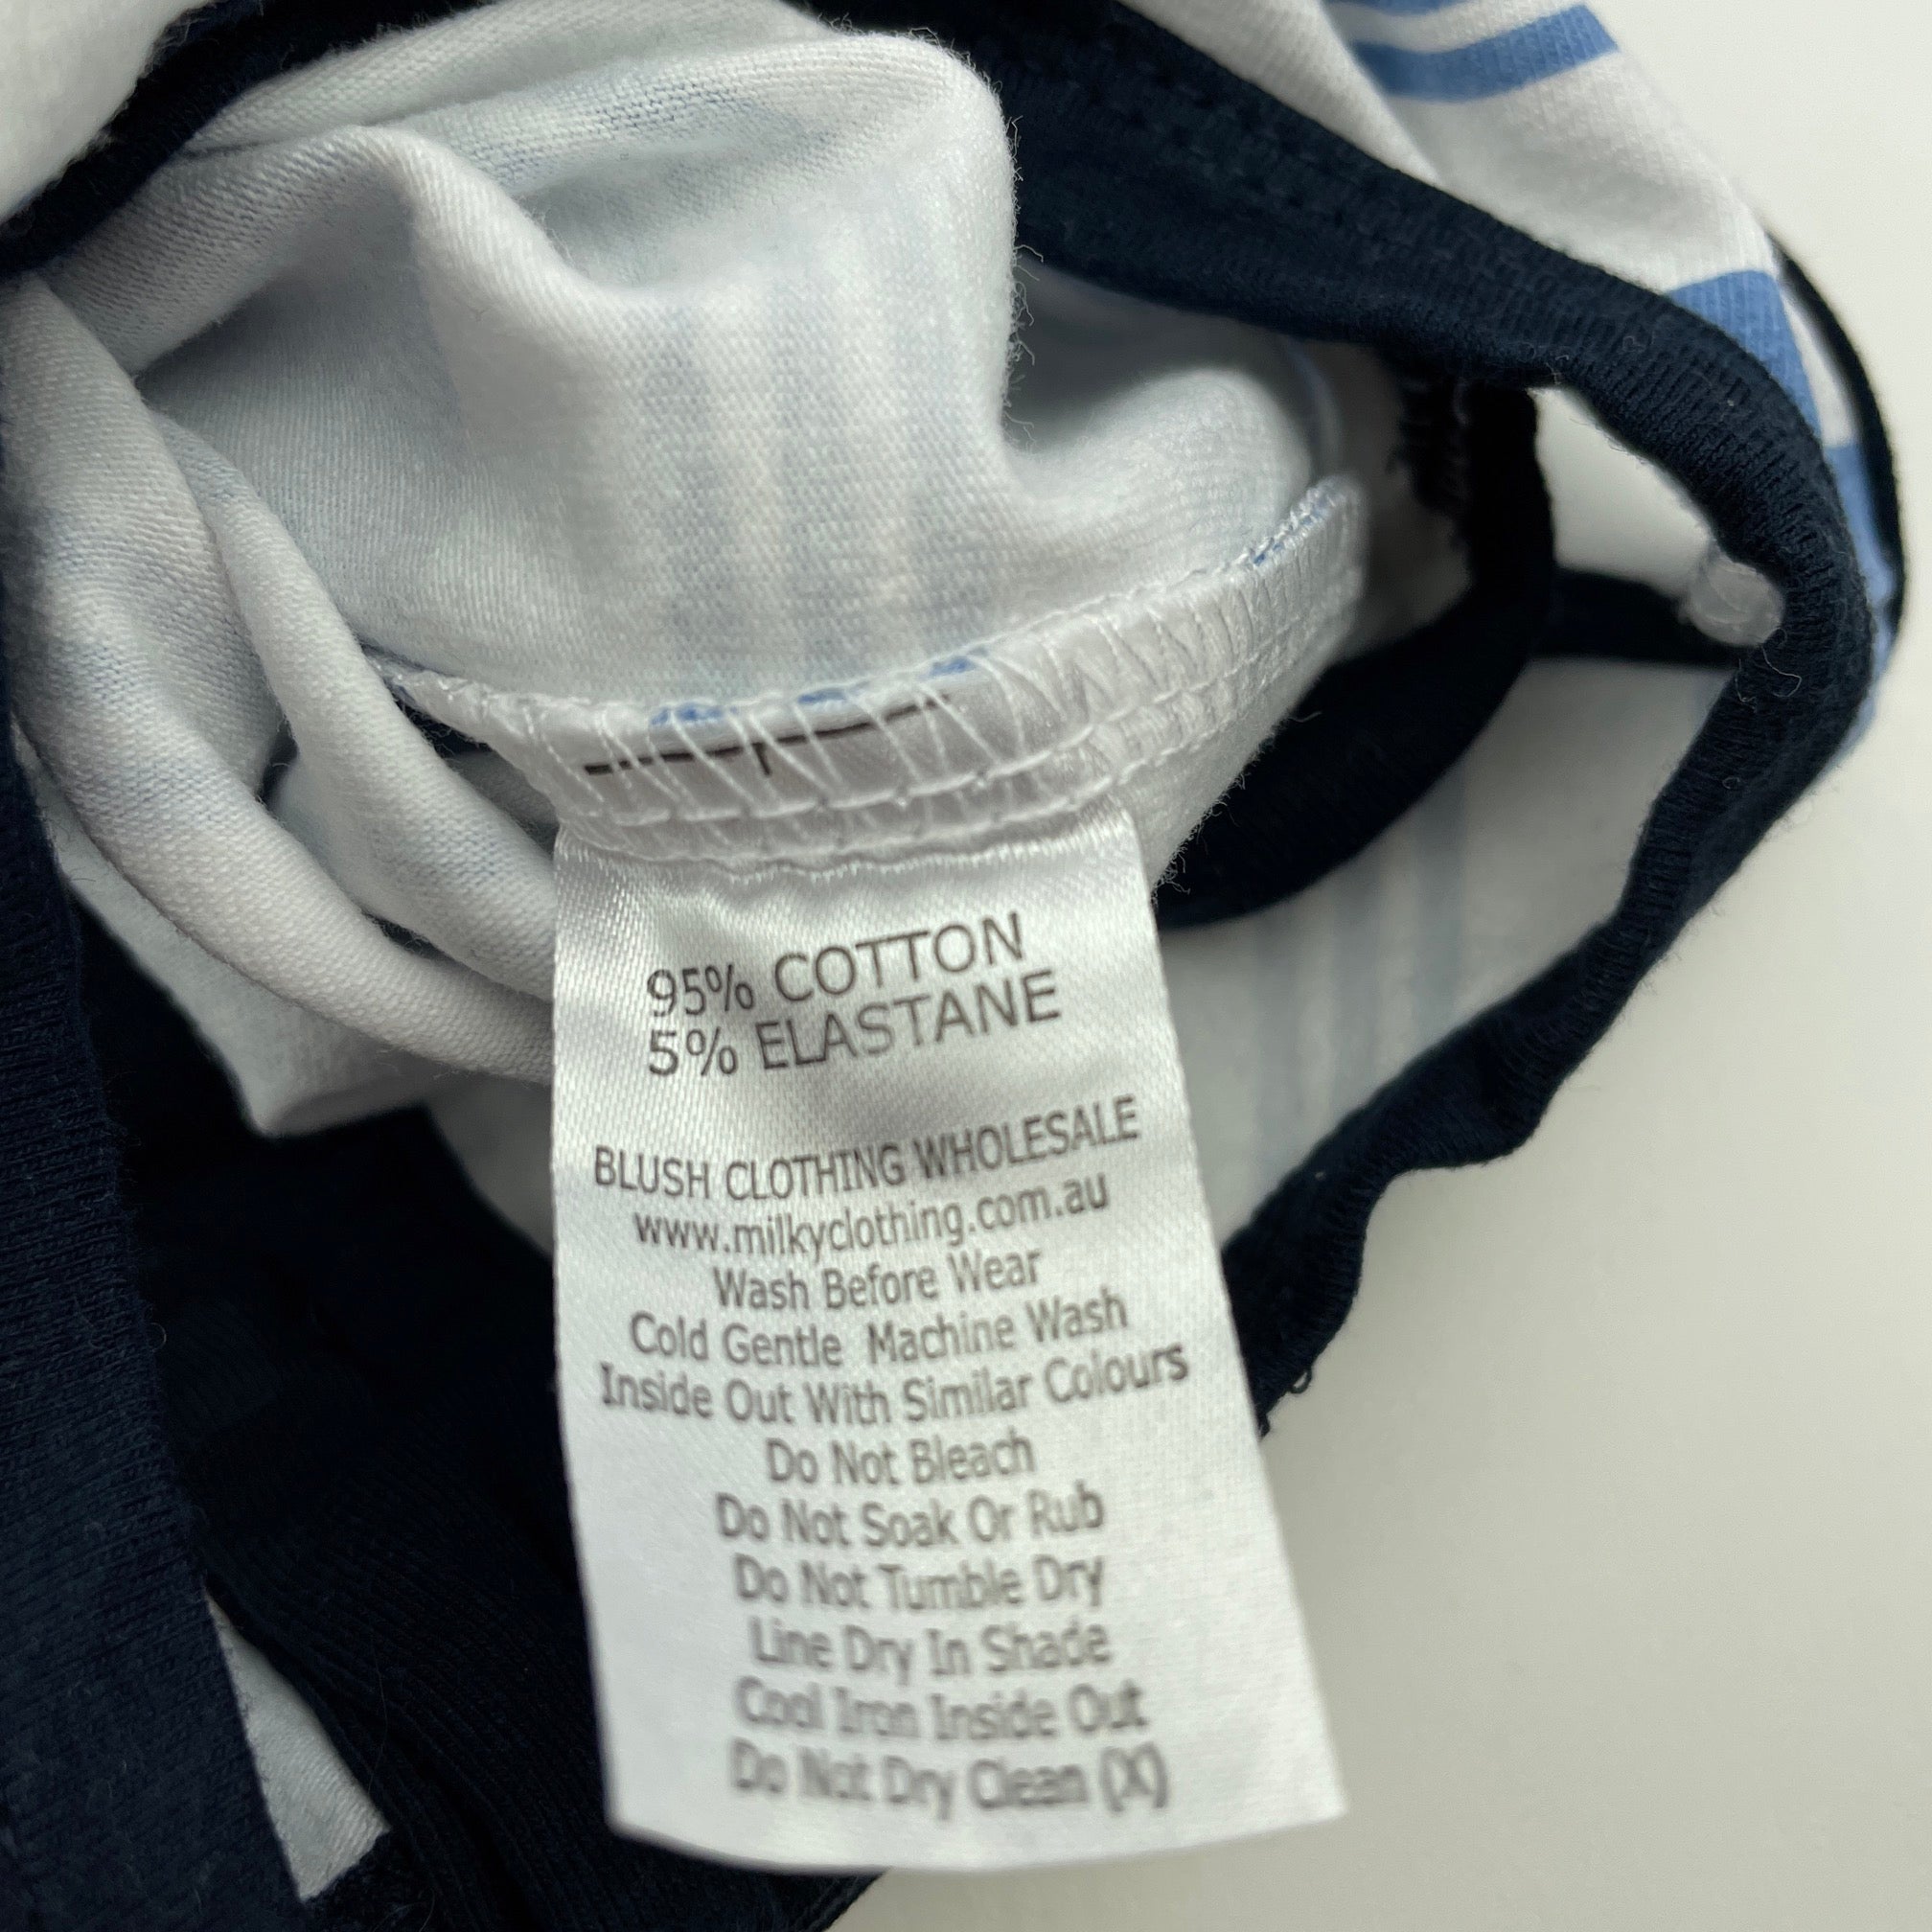 95% COTTON
5% ELASTANE
BLUSH CLOTHING WHOLESALE
www.milkyclothing.com.au
Wash Before Wear
Cold Gentle Machine Wash
Inside Out With Similar Colours
Do Not Bleach
Do Not Soak Or Rub
Do Not Tumble Dry
Line Dry In Shade
Cool Iron Inside Out
Do Not Dry Clean (X)